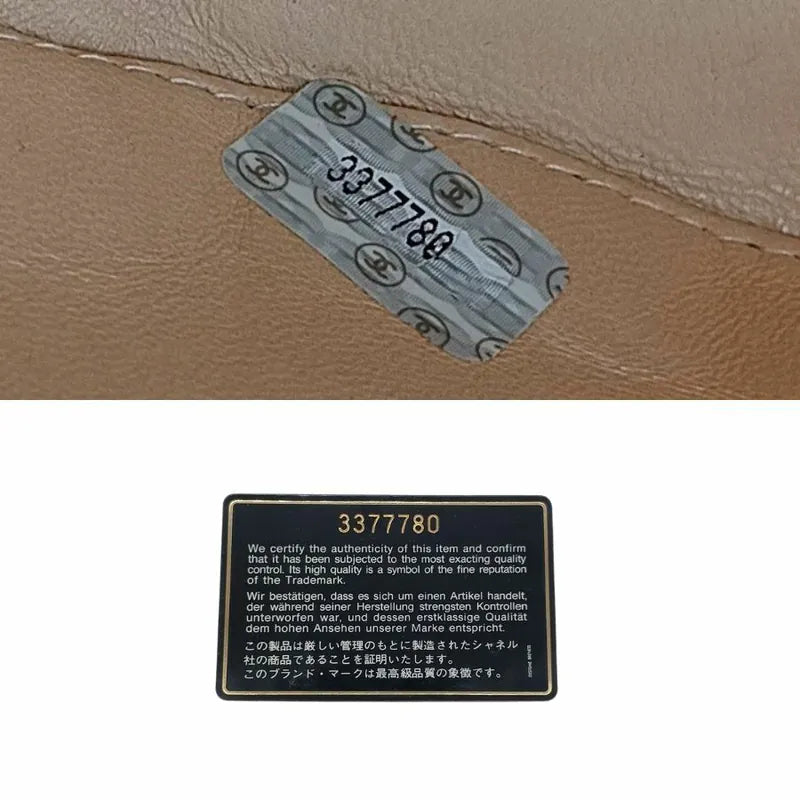 3377780
3377780
We certify the authenticity of this item and confirm
that it has been subjected to the most exacting quality
control. Its high quality is a symbol of the fine reputation
of the Trademark.
Wir bestätigen, dass es sich um einen Artikel handelt,
der während seiner Herstellung strengsten Kontrollen
unterworfen war, und dessen erstklassige Qualität
dem hohen Ansehen unserer Marke entspricht.
この製品は厳しい管理のもとに製造されたシャネル
社の商品であることを証明いたします。
このブランド・マークは最高級品質の象徴です。